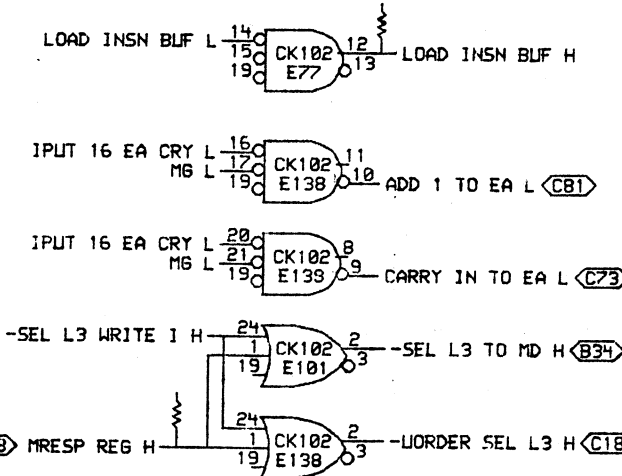 LOAD INSN BUF L 14 15 19 CK102 E77 12 13 LOAD INSN BUF H
IPUT 16 EA CRY L 16
MG L 17 19 CK102 E138 11 10 ADD 1 TO EA L C81
IPUT 16 EA CRY L 20
MG L 21 19 CK102 E139 8 9 CARRY IN TO EA L C73
-SEL L3 WRITE I H 24 1 19 CK102 E101 2 3 -SEL L3 TO MD H B34
MRESP REG H 24 1 19 CK102 E138 2 3 -UORDER SEL L3 H C18